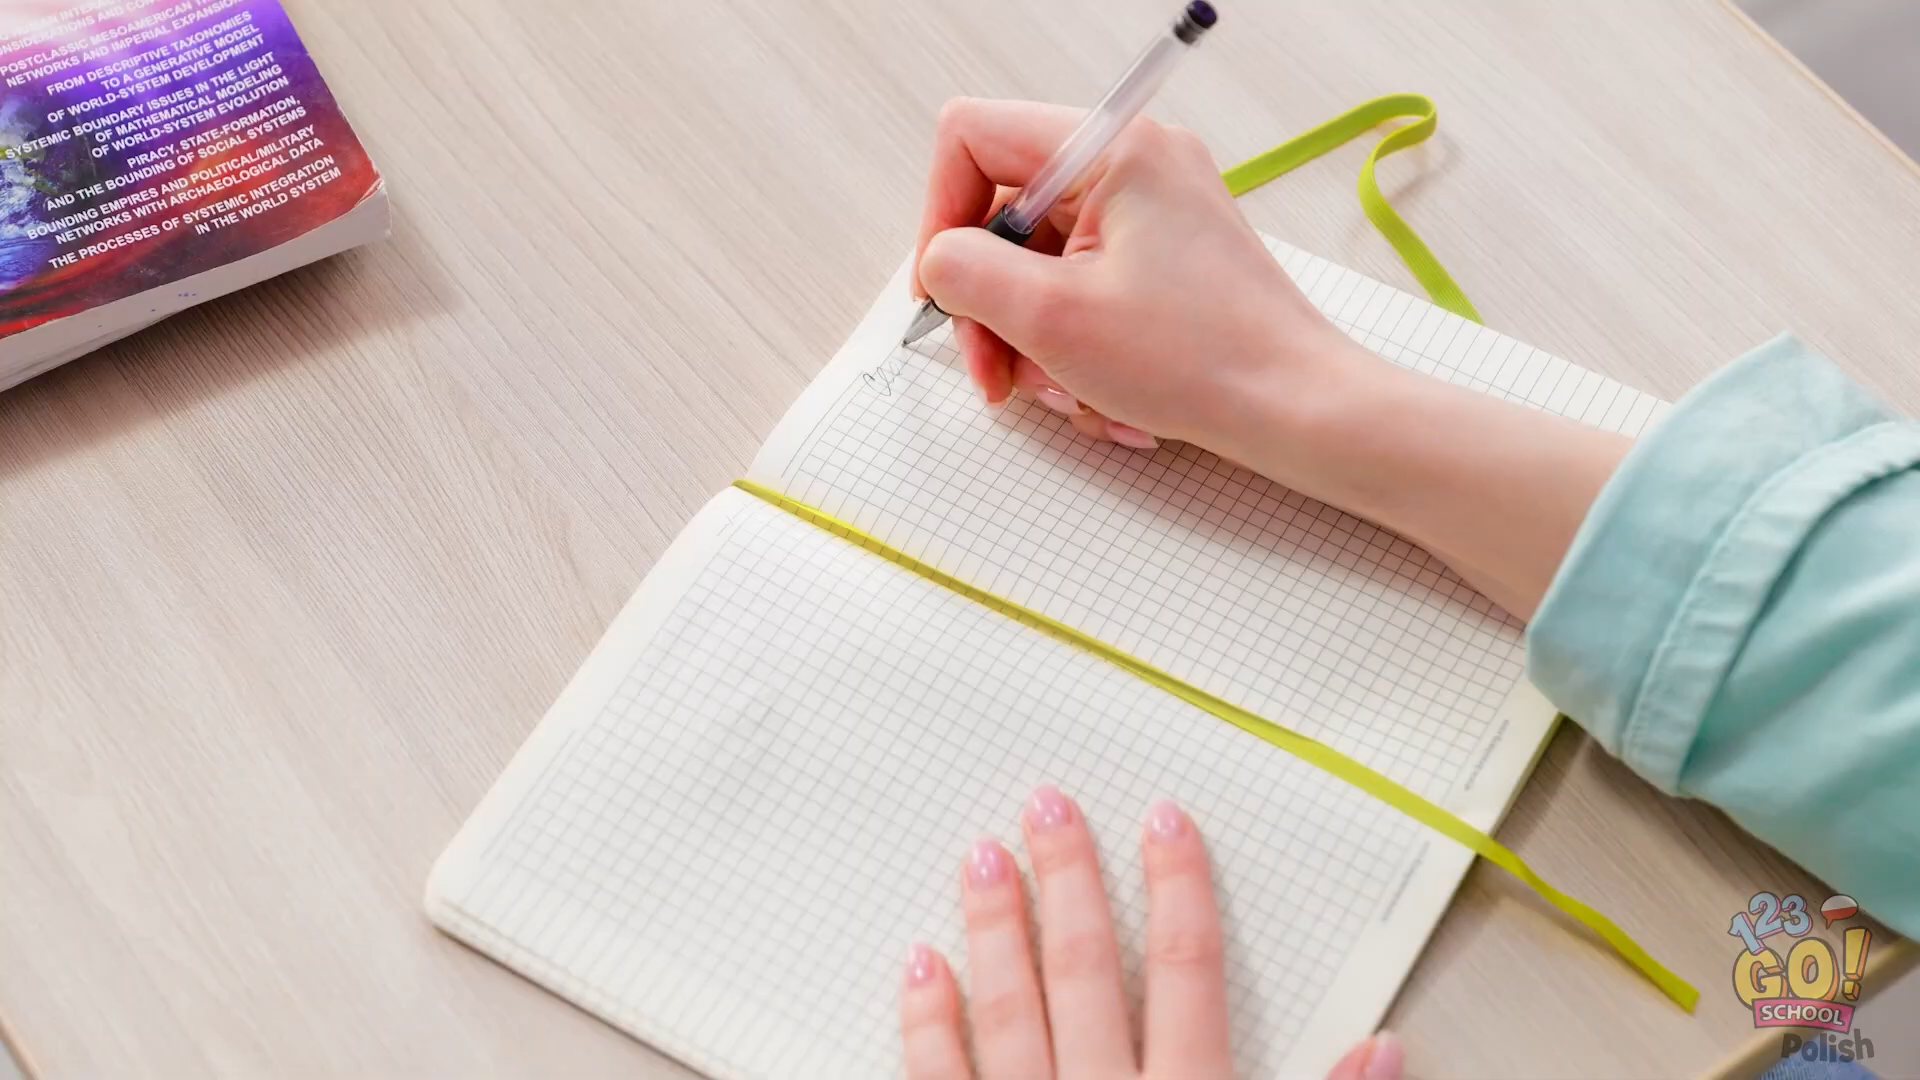 NSIDERATIONS AND CON
POSTCLASSIC MESOAMERICAN
NETWORKS AND IMPERIAL EXPANSION
FROM DESCRIPTIVE TAXONOMIES
TO A GENERATIVE MODEL
OF WORLD-SYSTEM DEVELOPMENT
SYSTEMIC BOUNDARY ISSUES IN THE LIGHT
OF MATHEMATICAL MODELING
OF WORLD-SYSTEM EVOLUTION
PIRACY, STATE-FORMATION,
AND THE BOUNDING OF SOCIAL SYSTEMS
BOUNDING EMPIRES AND POLITICAL/MILITARY
NETWORKS WITH ARCHAEOLOGICAL DATA
THE PROCESSES OF SYSTEMIC INTEGRATION
IN THE WORLD SYSTEM
123
GO!
SCHOOL
Polish